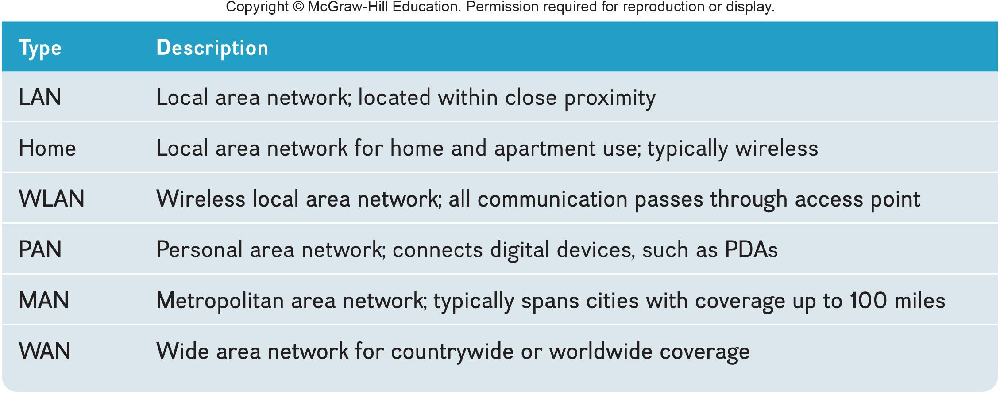 Copyright © McGraw-Hill Education. Permission required for reproduction or display.
Type Description
LAN Local area network; located within close proximity
Home Local area network for home and apartment use; typically wireless
WLAN Wireless local area network; all communication passes through access point
PAN Personal area network; connects digital devices, such as PDAs
MAN Metropolitan area network; typically spans cities with coverage up to 100 miles
WAN Wide area network for countrywide or worldwide coverage